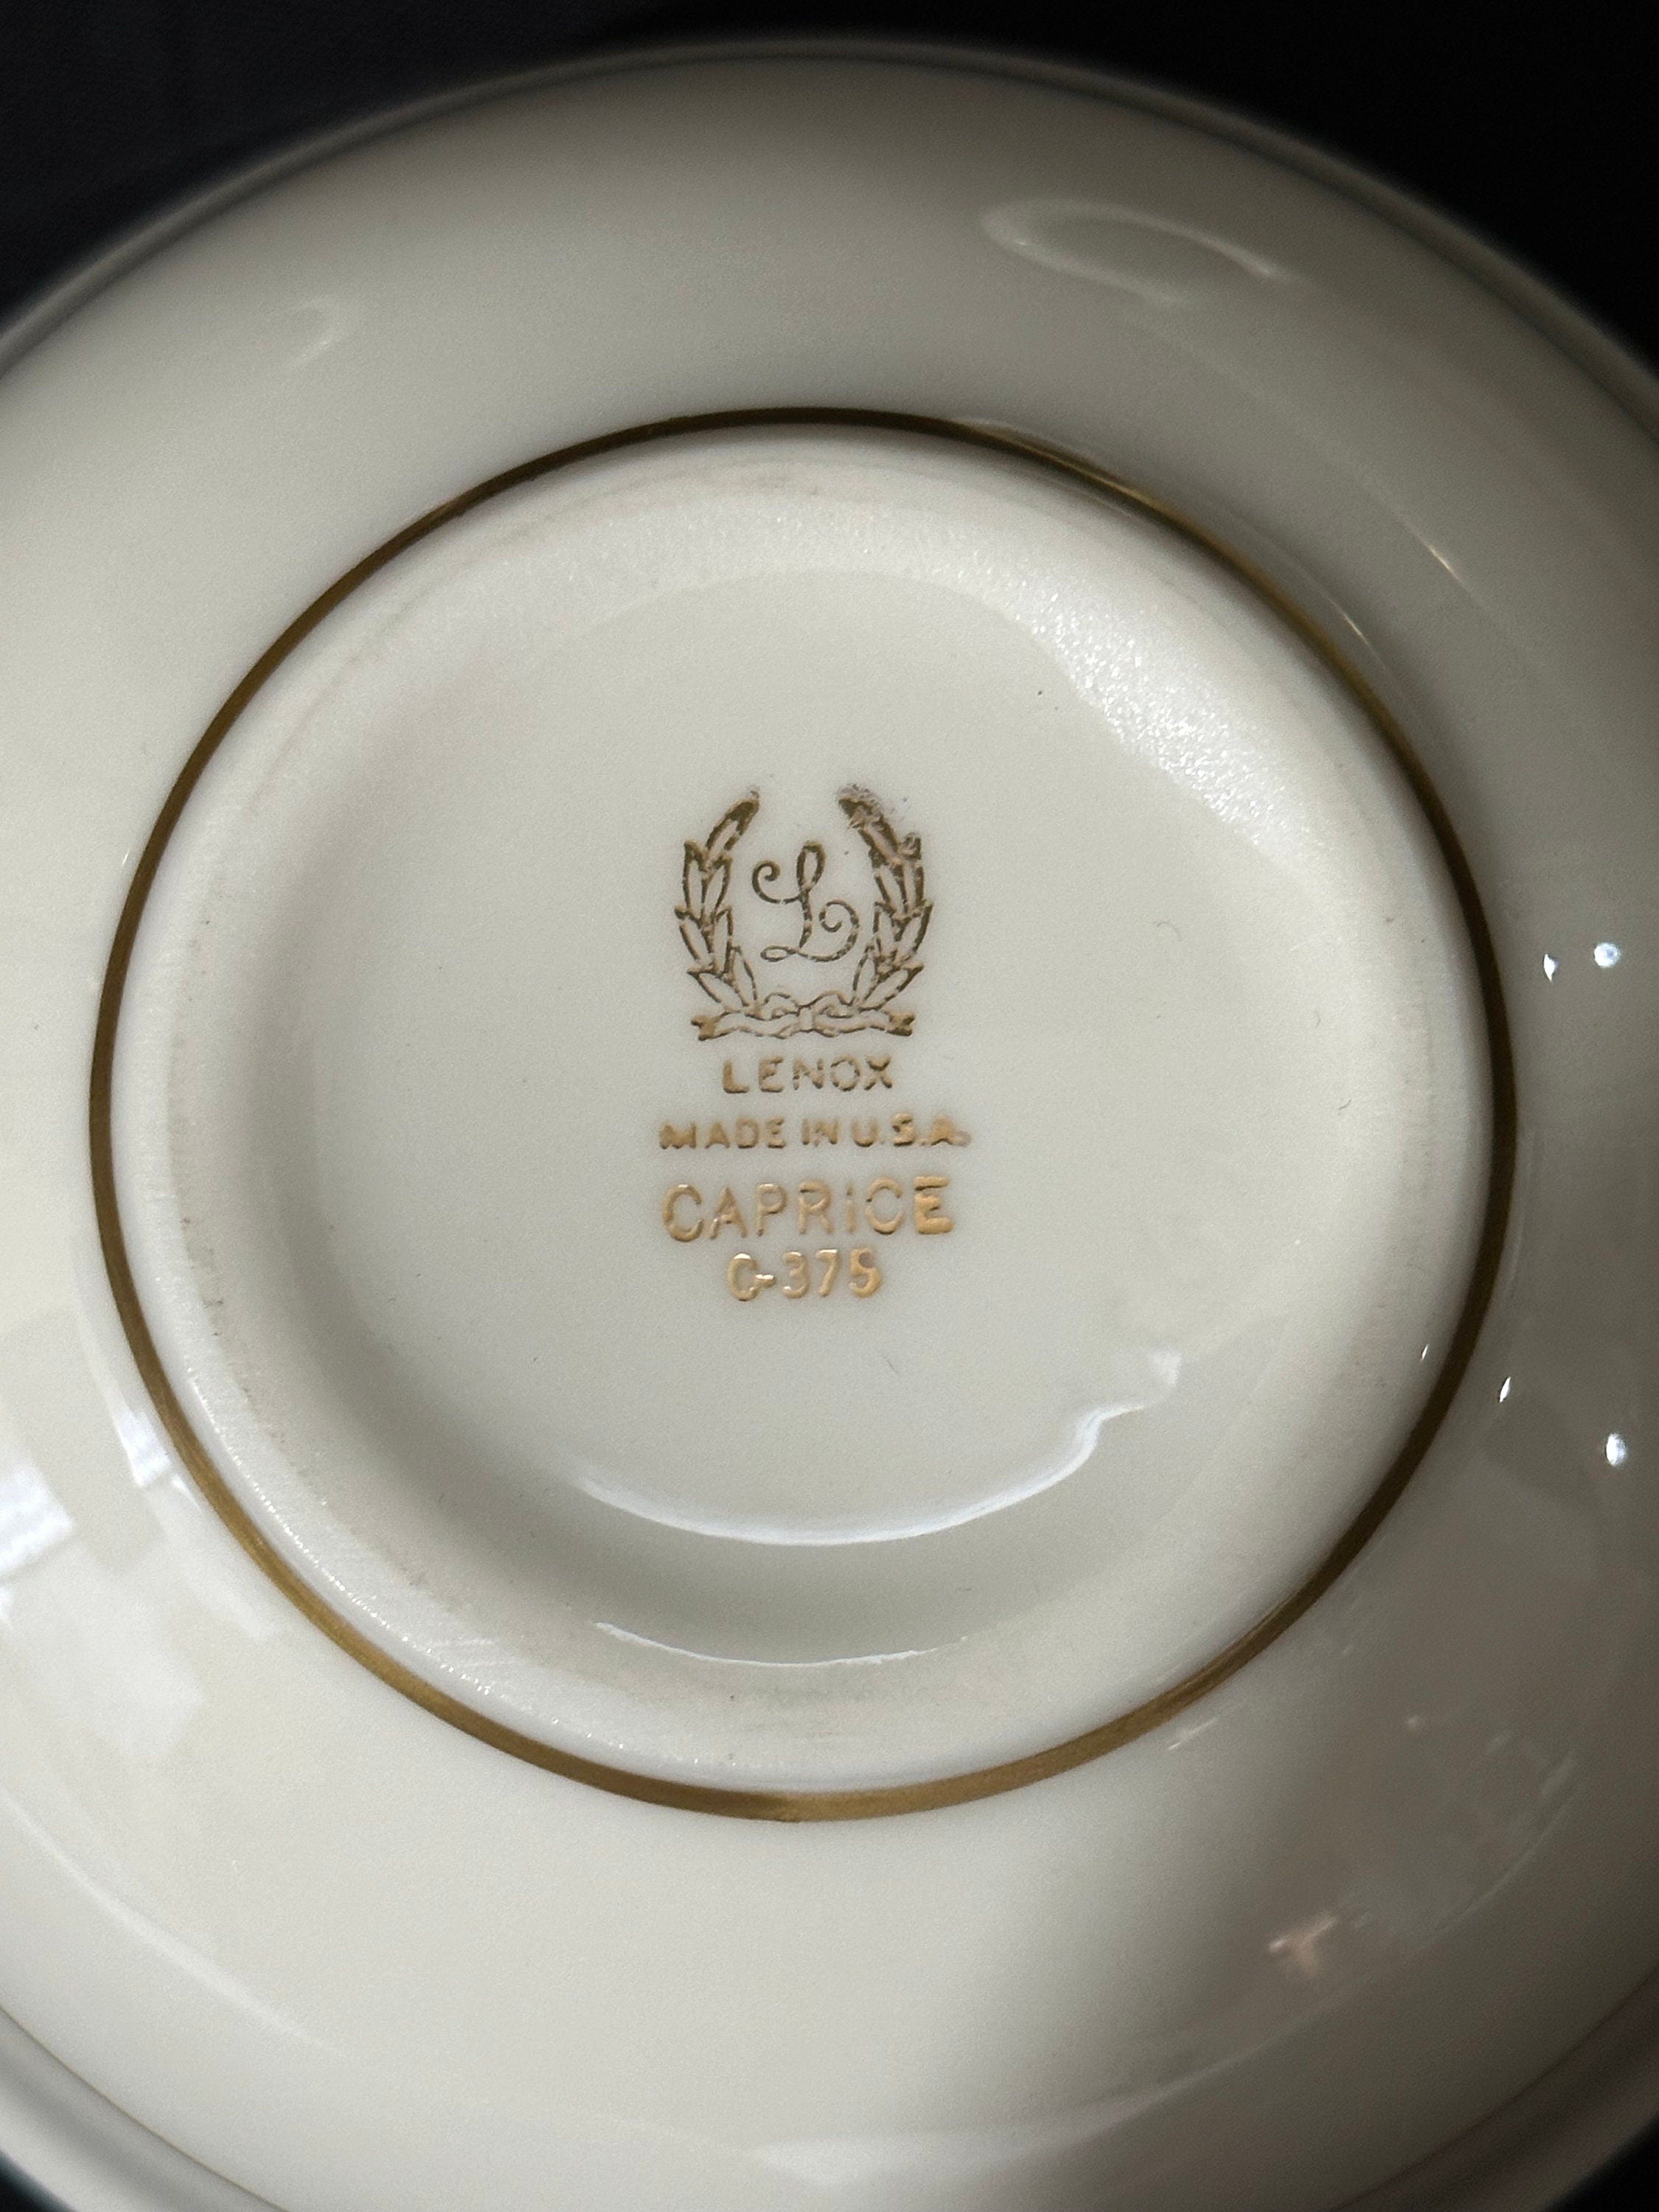 L
LENOX
MADE IN U.S.A.
CAPRICE
C-375